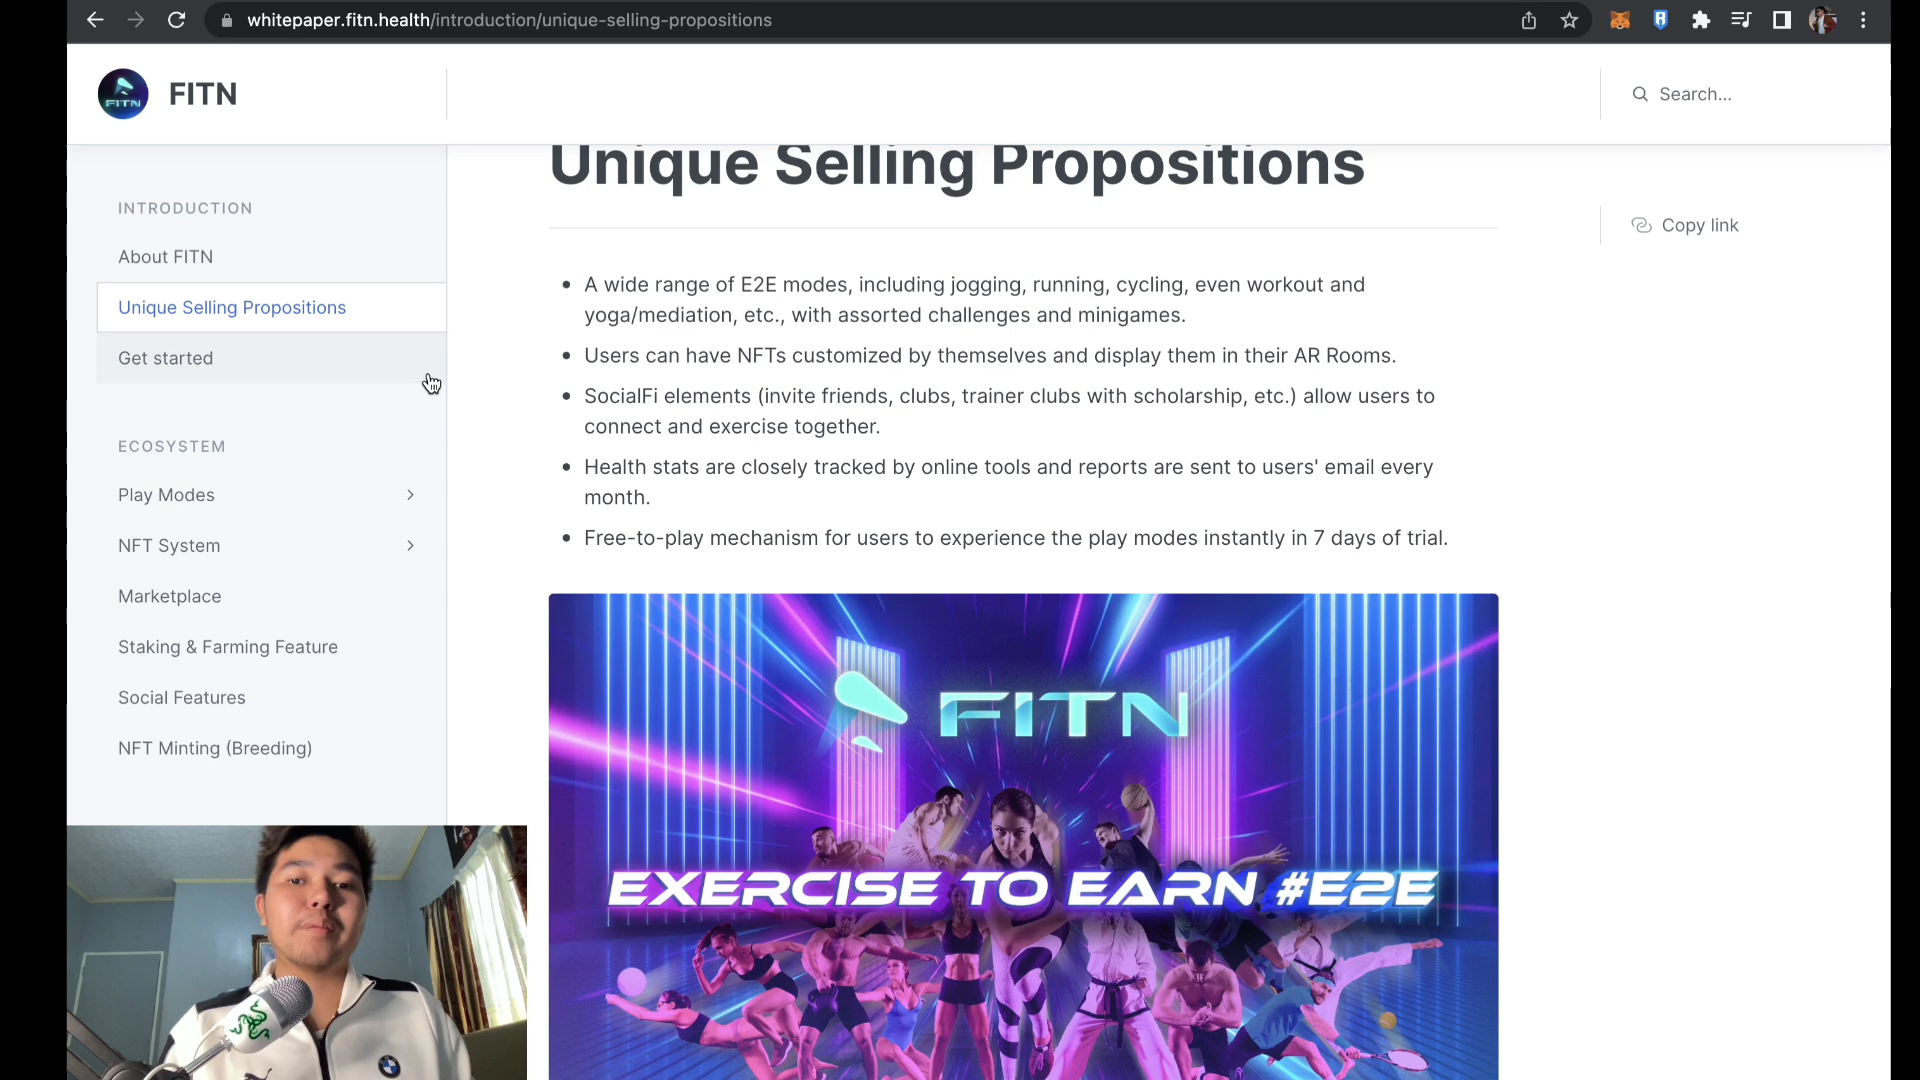 whitepaper.fitn.health/introduction/unique-selling-propositions
FITN
FITN
Search...
Unique Selling Propositions
Copy link
INTRODUCTION
About FITN
Unique Selling Propositions
Get started
ECOSYSTEM
Play Modes
NFT System
Marketplace
Staking & Farming Feature
Social Features
NFT Minting (Breeding)
A wide range of E2E modes, including jogging, running, cycling, even workout and
yoga/mediation, etc., with assorted challenges and minigames.
Users can have NFTs customized by themselves and display them in their AR Rooms.
SocialFi elements (invite friends, clubs, trainer clubs with scholarship, etc.) allow users to
connect and exercise together.
Health stats are closely tracked by online tools and reports are sent to users' email every
month.
Free-to-play mechanism for users to experience the play modes instantly in 7 days of trial.
FITN
EXERCISE TO EARN #E2E